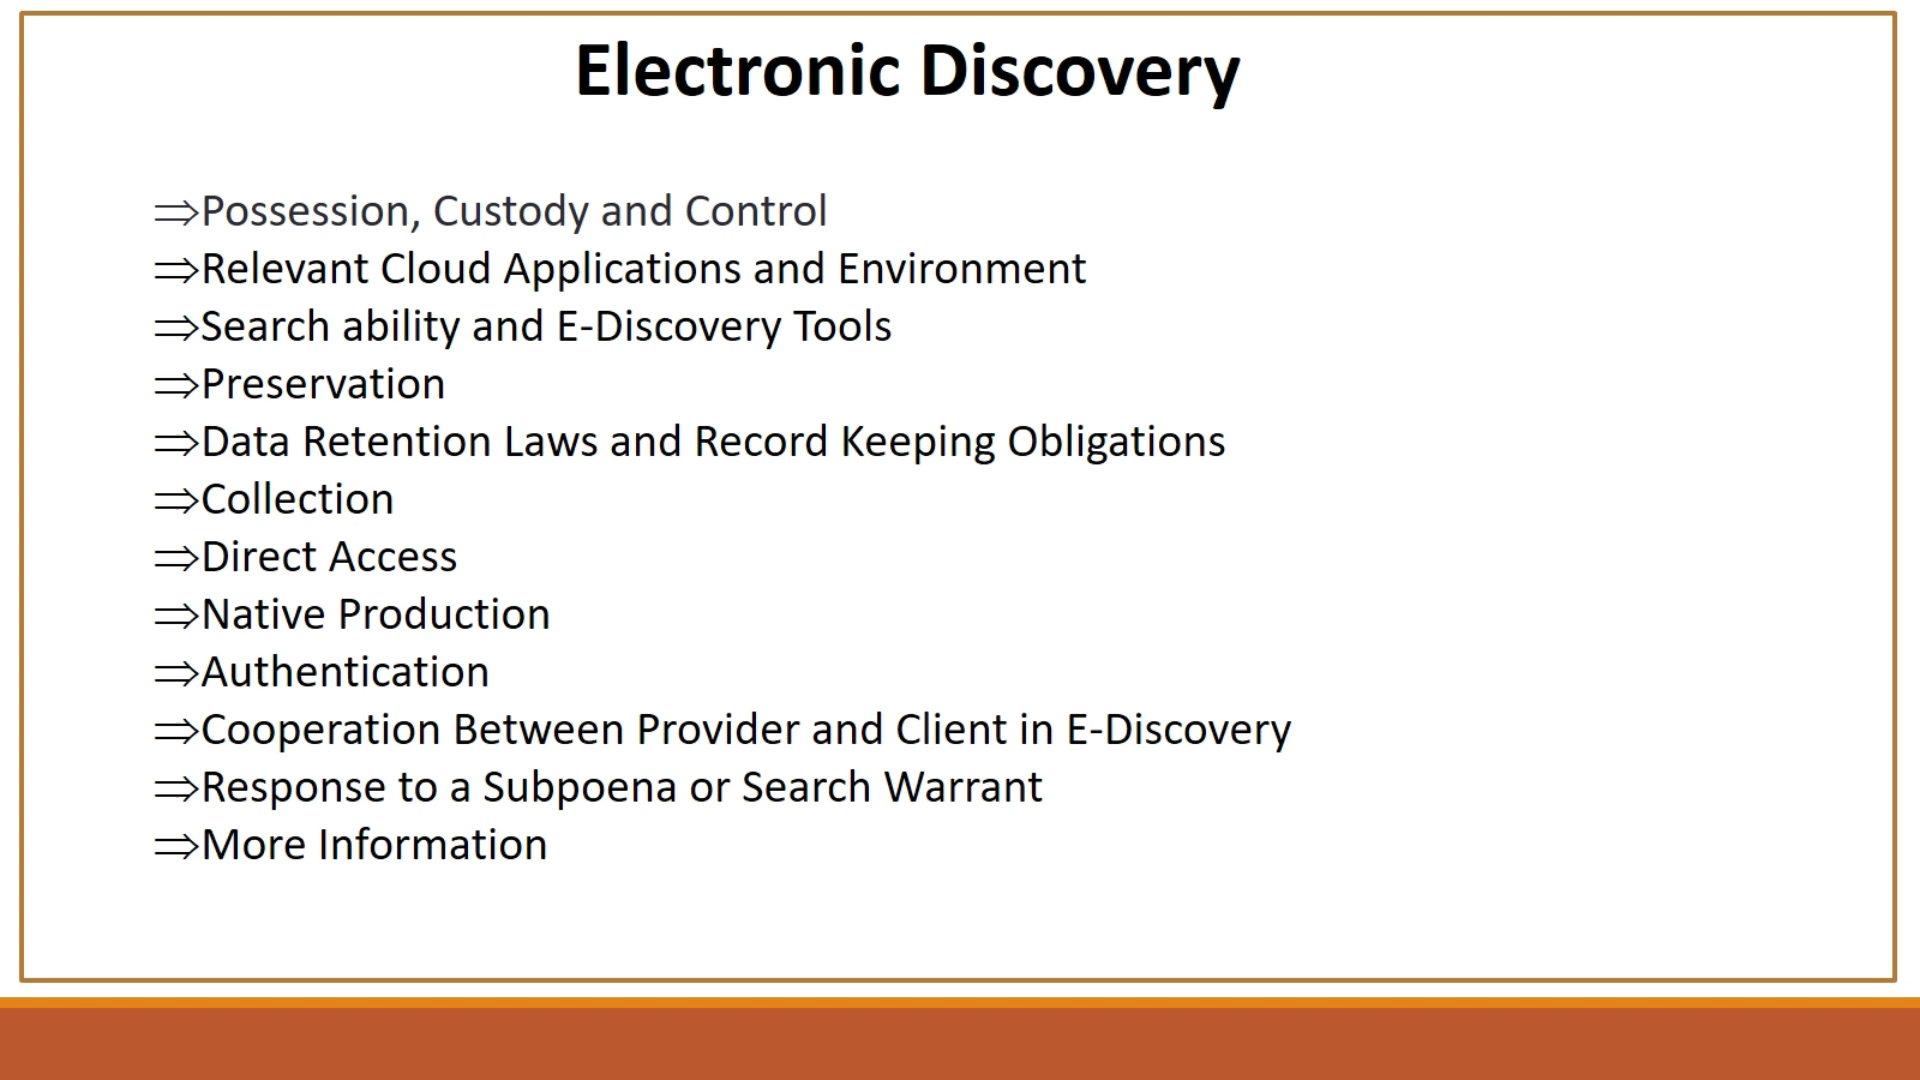 Electronic Discovery
⇒Possession, Custody and Control
⇒Relevant Cloud Applications and Environment
⇒Search ability and E-Discovery Tools
⇒Preservation
⇒Data Retention Laws and Record Keeping Obligations
⇒Collection
⇒Direct Access
⇒Native Production
⇒Authentication
⇒Cooperation Between Provider and Client in E-Discovery
⇒Response to a Subpoena or Search Warrant
⇒More Information